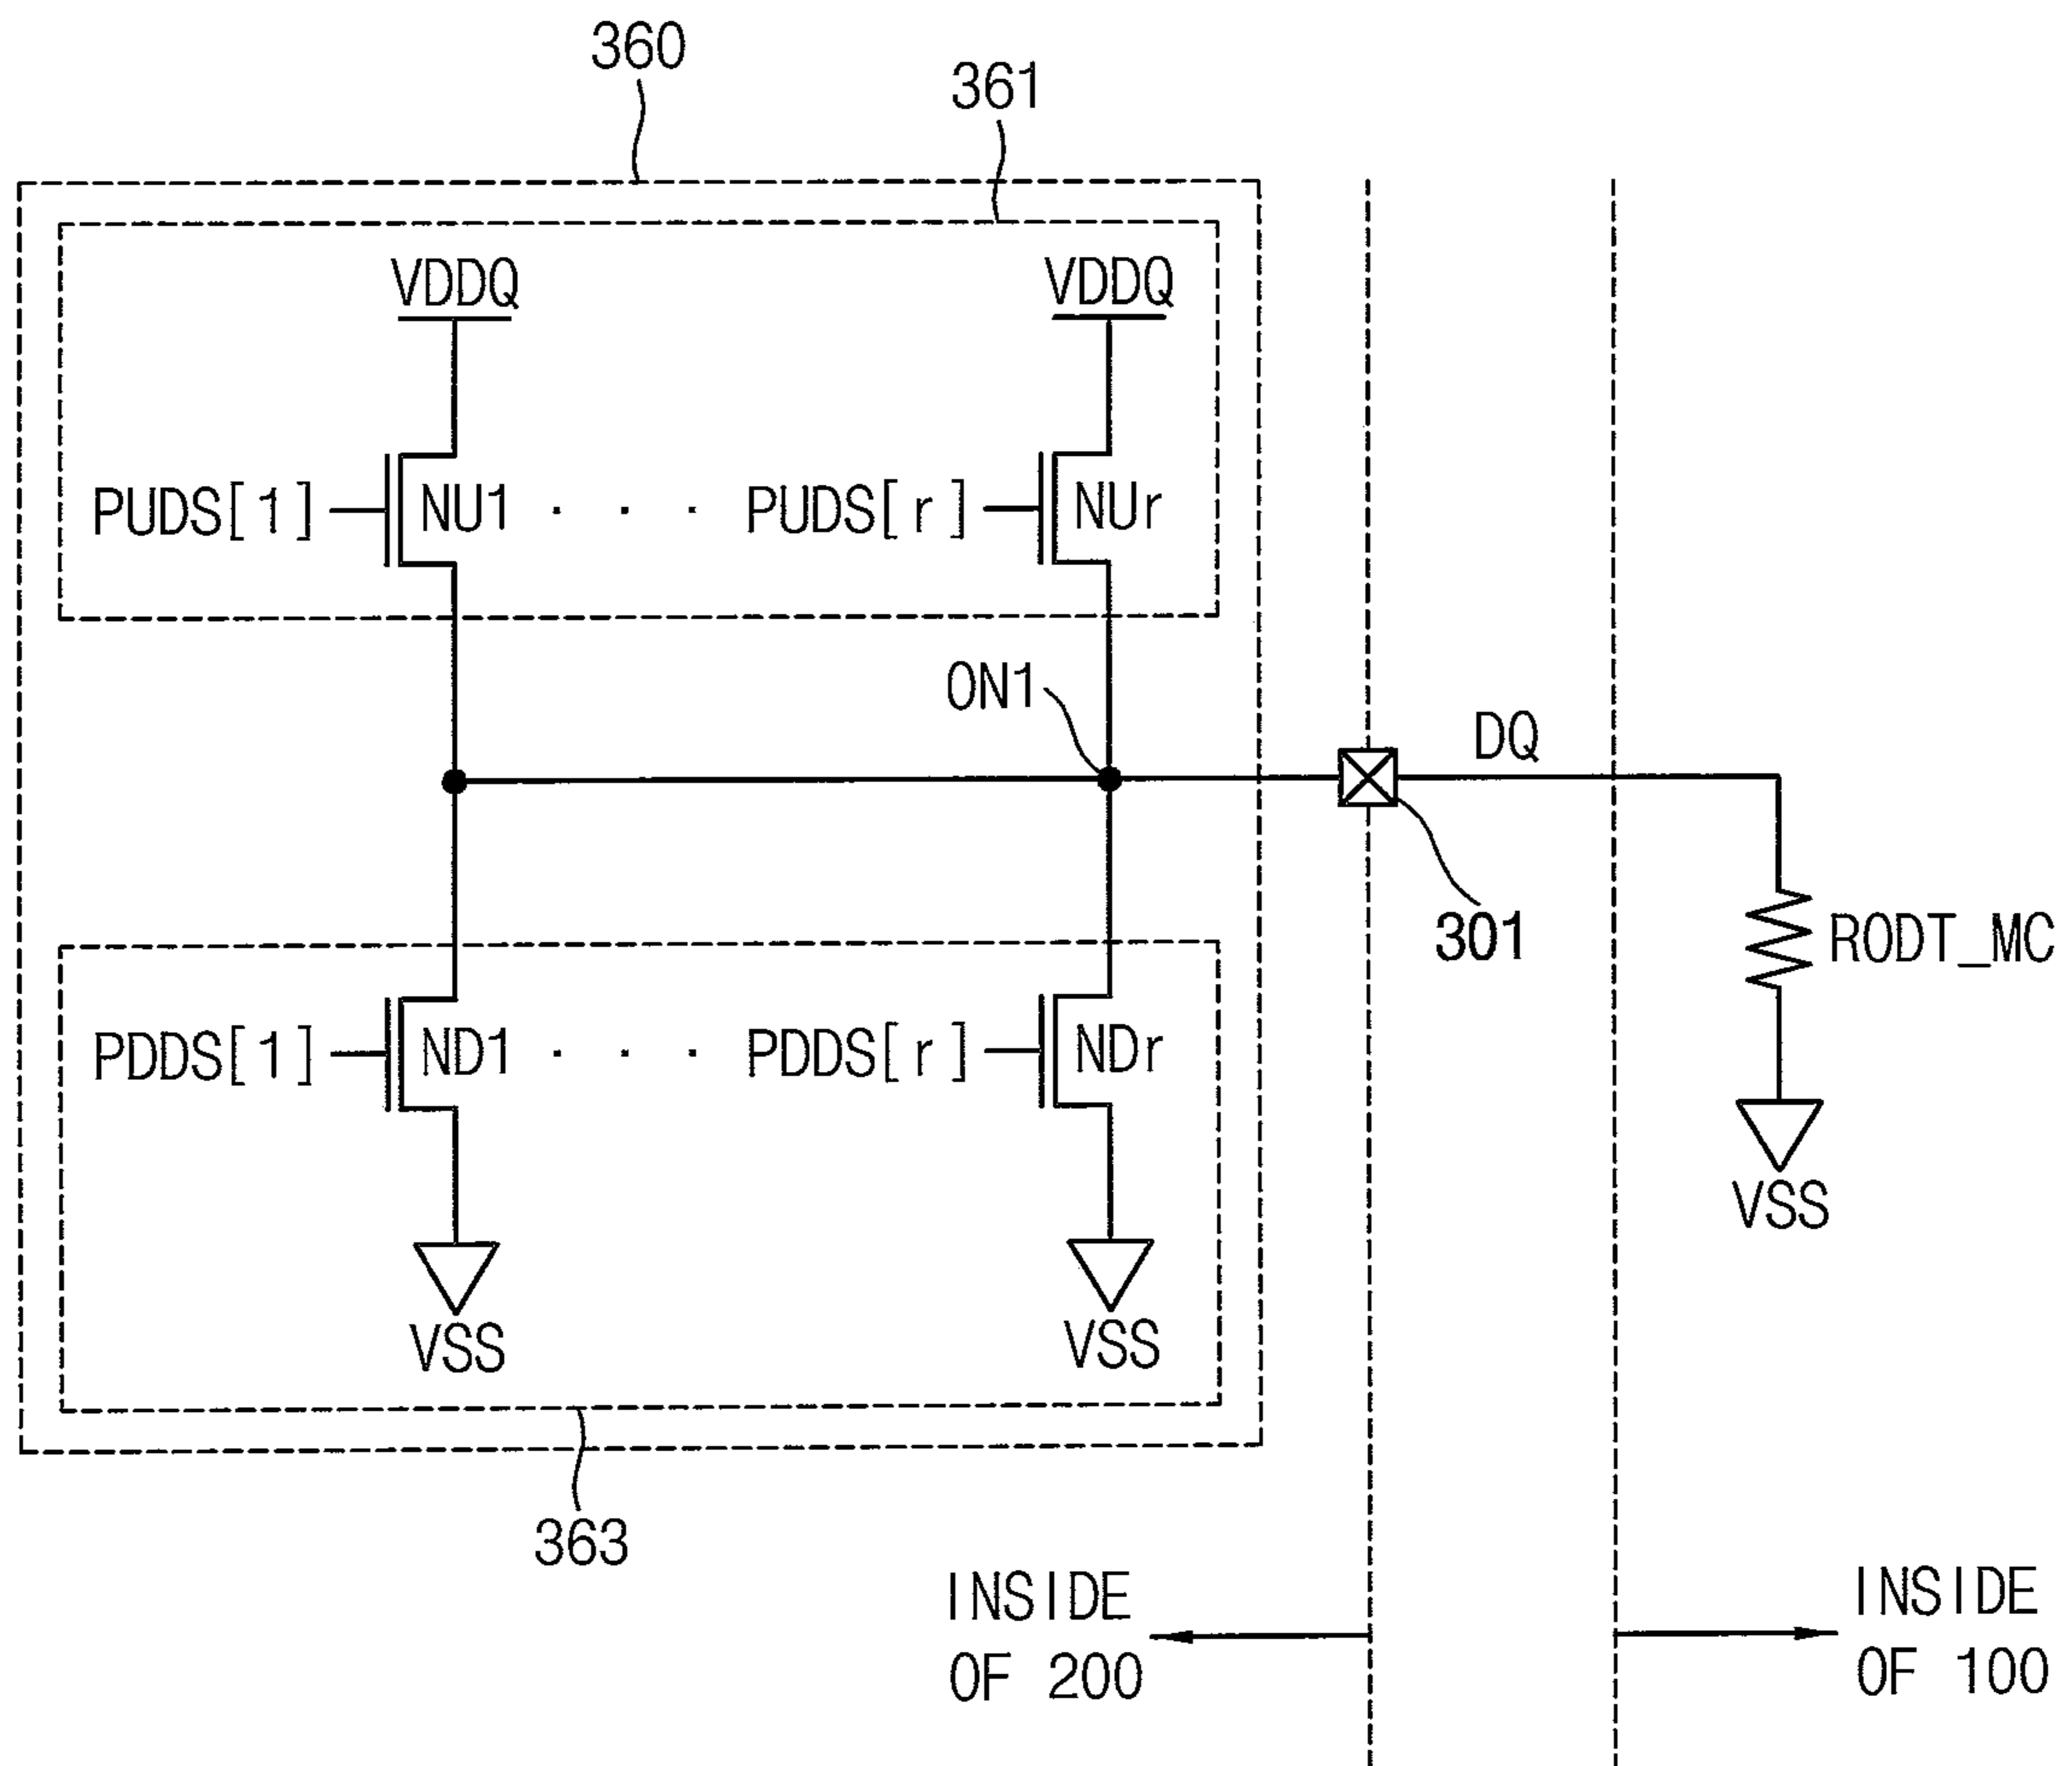 360
361
VDDQ
VDDQ
PUDS[1]
NU1
. . .
PUDS[r]
NUr
ON1
DQ
301
RODT_MC
PDDS[1]
ND1
. . .
PDDS[r]
NDr
VSS
VSS
VSS
363
INSIDE
OF 200
INSIDE
OF 100